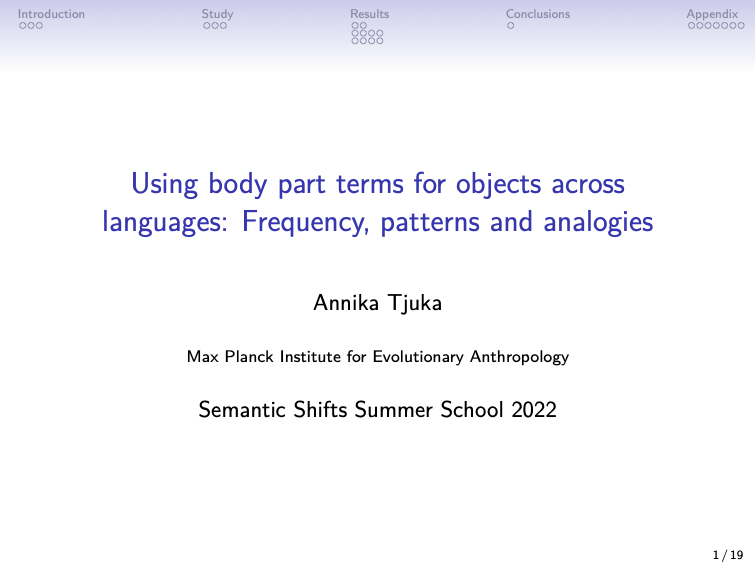 Introduction Study Results Conclusions Appendix
Using body part terms for objects across
languages: Frequency, patterns and analogies
Annika Tjuka
Max Planck Institute for Evolutionary Anthropology
Semantic Shifts Summer School 2022
1 / 19